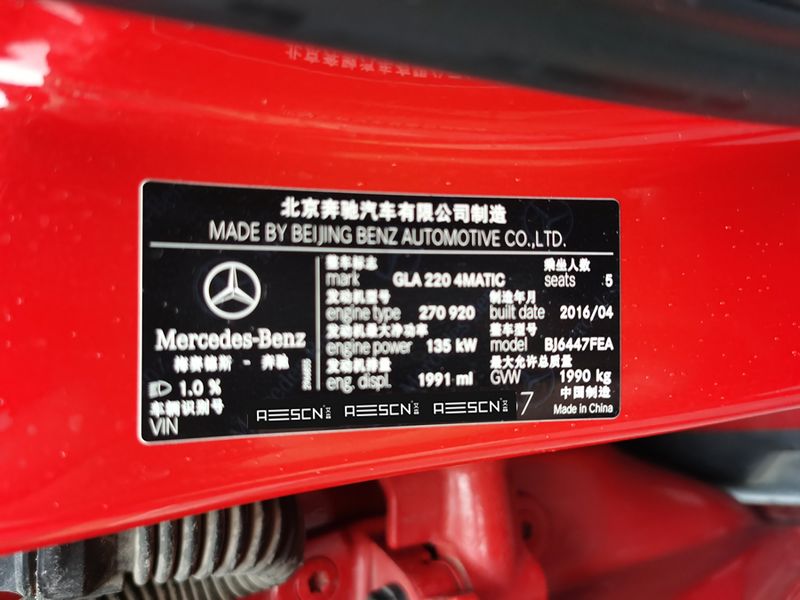 北京奔驰汽车有限公司制造
MADE BY BEIJING BENZ AUTOMOTIVE CO.,LTD.
Mercedes-Benz
梅赛德斯 - 奔驰
1.0 %
车辆识别号
VIN
整车标志
mark GLA 220 4MATIC
发动机型号
engine type 270 920
发动机最大净功率
engine power 135 kW
发动机排量
eng. displ. 1991 ml
乘坐人数
seats 5
制造年月
built date 2016/04
整车型号
model BJ6447FEA
最大允许总质量
GVW 1990 kg
中国制造
Made in China
AESCN AESCN AESCN 7